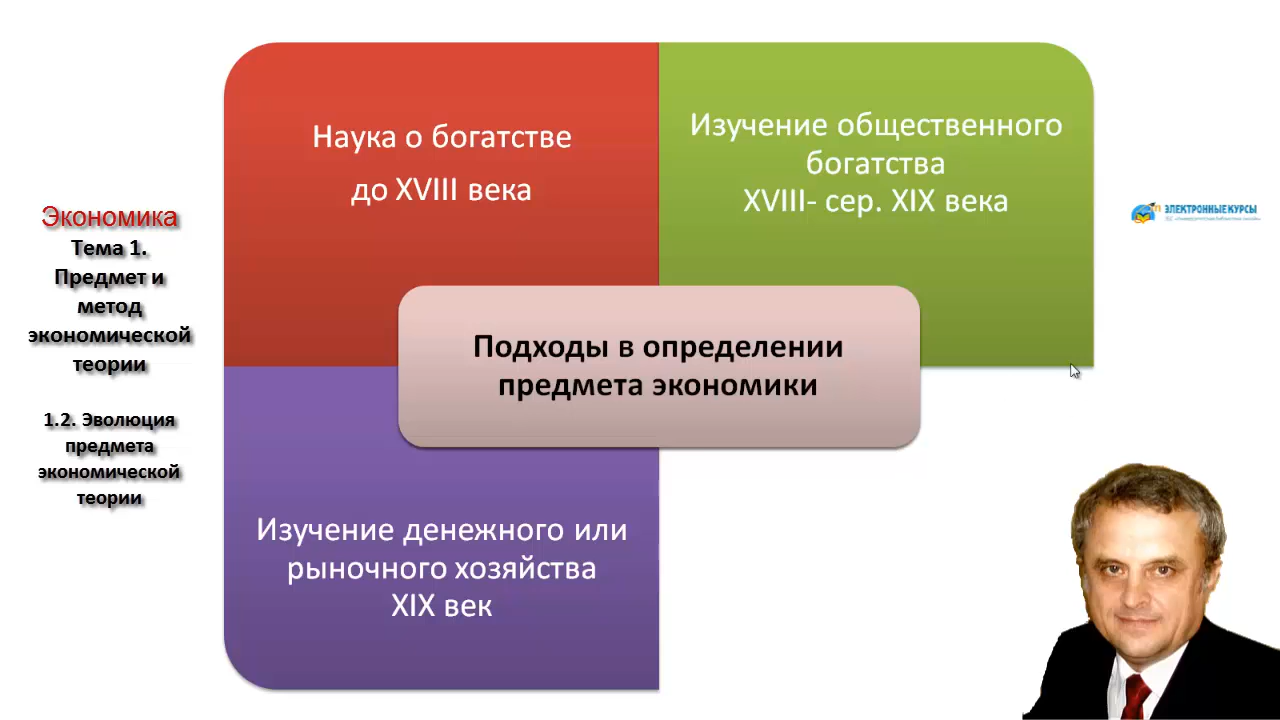 Экономика
Тема 1.
Предмет и
метод
экономической
теории
1.2. Эволюция
предмета
экономической
теории
Наука о богатстве
до XVIII века
Изучение общественного
богатства
XVIII- сер. XIX века
Подходы в определении
предмета экономики
Изучение денежного или
рыночного хозяйства
XIX век
ЭЛЕКТРОННЫЕ КУРСЫ